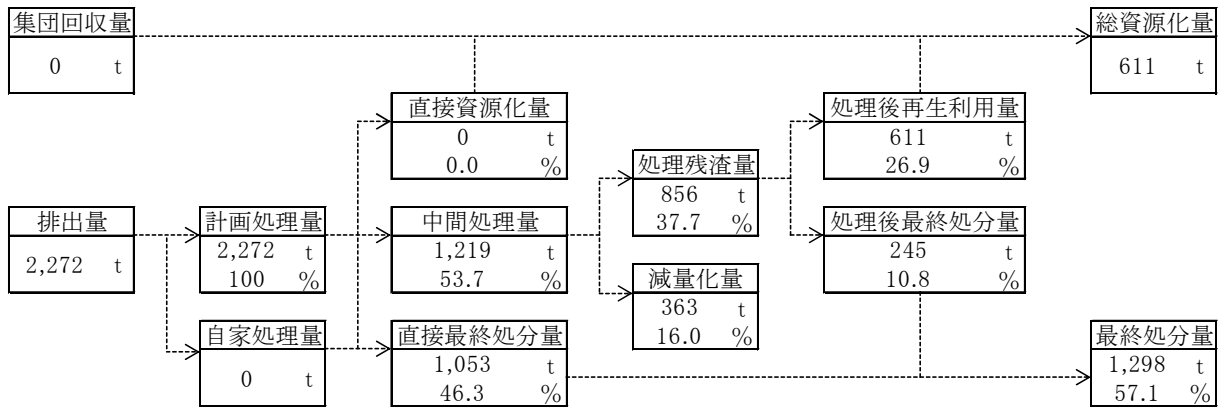 集団回収量
0 t
総資源化量
611 t
直接資源化量
0 t
0.0 %
処理後再生利用量
611 t
26.9 %
処理残渣量
856 t
37.7 %
排出量
2,272 t
計画処理量
2,272 t
100 %
中間処理量
1,219 t
53.7 %
処理後最終処分量
245 t
10.8 %
減量化量
363 t
16.0 %
自家処理量
0 t
直接最終処分量
1,053 t
46.3 %
最終処分量
1,298 t
57.1 %